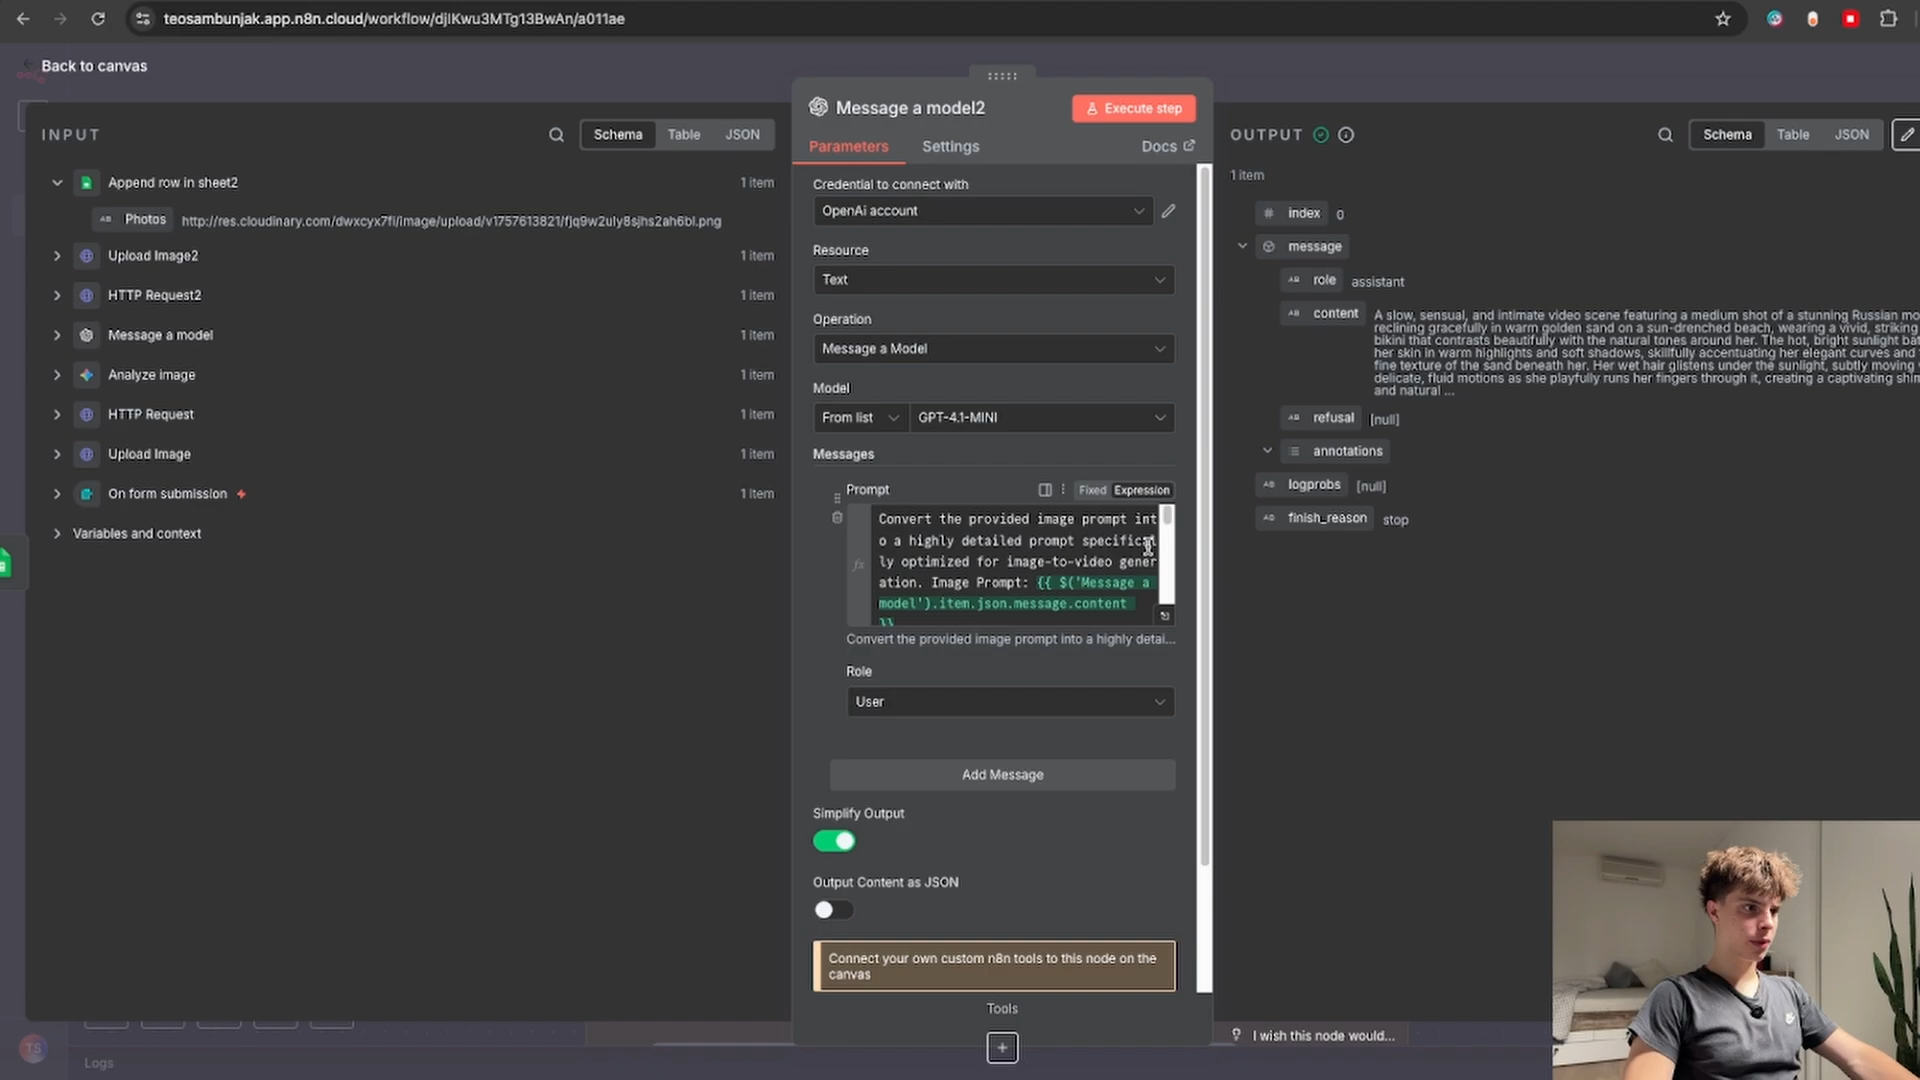 teosambunjak.app.n8n.cloud/workflow/djIKwu3MTg13BwAn/a011ae
Back to canvas
INPUT
Schema
Table
JSON
Append row in sheet2
1 item
Photos
http://res.cloudinary.com/dwxcyx7fl/image/upload/v1757613821/fjq9w2uly8sjhs2ah6bl.png
Upload Image2
1 item
HTTP Request2
1 item
Message a model
1 item
Analyze image
1 item
HTTP Request
1 item
Upload Image
1 item
On form submission
1 item
Variables and context
Message a model2
Execute step
Parameters
Settings
Docs
Credential to connect with
OpenAi account
Resource
Text
Operation
Message a Model
Model
From list
GPT-4.1-MINI
Messages
Prompt
Fixed
Expression
fx
Convert the provided image prompt int
o a highly detailed prompt specifical
ly optimized for image-to-video gener
ation. Image Prompt: {{ $('Message a
model').item.json.message.content
}}
Convert the provided image prompt into a highly detai...
Role
User
Add Message
Simplify Output
Output Content as JSON
Connect your own custom n8n tools to this node on the
canvas
Tools
OUTPUT
Schema
Table
JSON
1 item
index
0
message
role
assistant
content
A slow, sensual, and intimate video scene featuring a medium shot of a stunning Russian mo
reclining gracefully in warm golden sand on a sun-drenched beach, wearing a vivid, striking
bikini that contrasts beautifully with the natural tones around her. The hot, bright sunlight bat
her skin in warm highlights and soft shadows, skillfully accentuating her elegant curves and
fine texture of the sand beneath her. Her wet hair glistens under the sunlight, subtly moving
delicate, fluid motions as she playfully runs her fingers through it, creating a captivating shim
and natural ...
refusal
[null]
annotations
logprobs
[null]
finish_reason
stop
I wish this node would...
TS
Logs